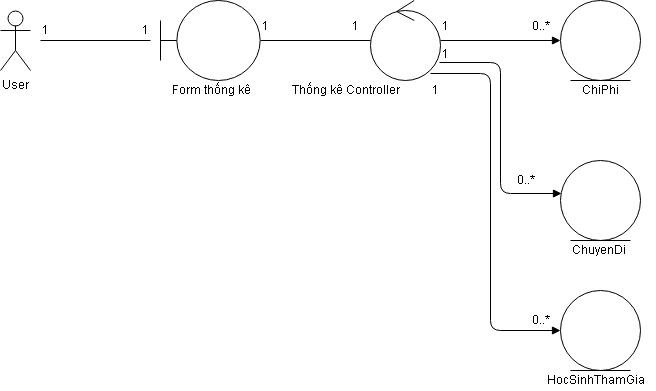 1
1
1
1
1
0..*
User
Form thống kê
Thống kê Controller
1
1
ChiPhi
0..*
ChuyenDi
0..*
HocSinhThamGia